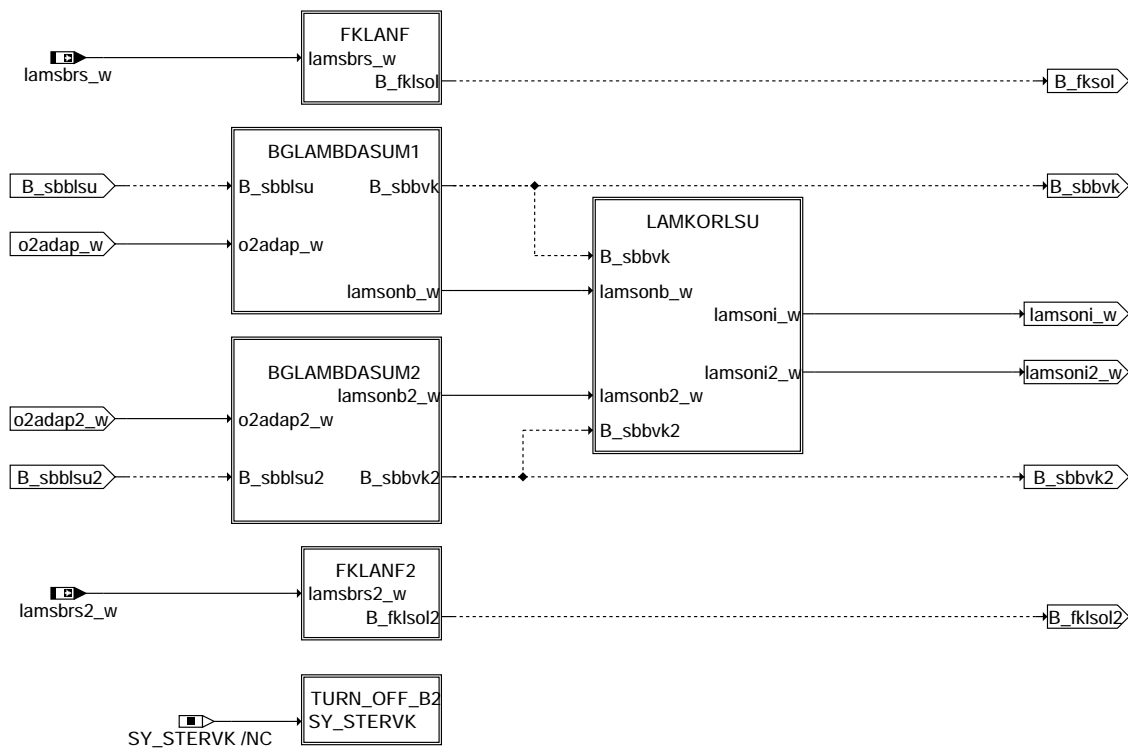 FKLANF
lamsbrs_w
lamsbrs_w
B_fklsol
B_fksol
BGLAMBDASUM1
B_sbblsu
B_sbblsu
B_sbbvk
B_sbbvk
LAMKORLSU
o2adap_w
o2adap_w
B_sbbvk
lamsonb_w
lamsonb_w
lamsoni_w
lamsoni_w
BGLAMBDASUM2
lamsoni2_w
lamsoni2_w
lamsonb2_w
lamsonb2_w
o2adap2_w
o2adap2_w
B_sbbvk2
B_sbblsu2
B_sbblsu2
B_sbbvk2
B_sbbvk2
FKLANF2
lamsbrs2_w
lamsbrs2_w
B_fklsol2
B_fklsol2
TURN_OFF_B2
SY_STERVK
SY_STERVK /NC